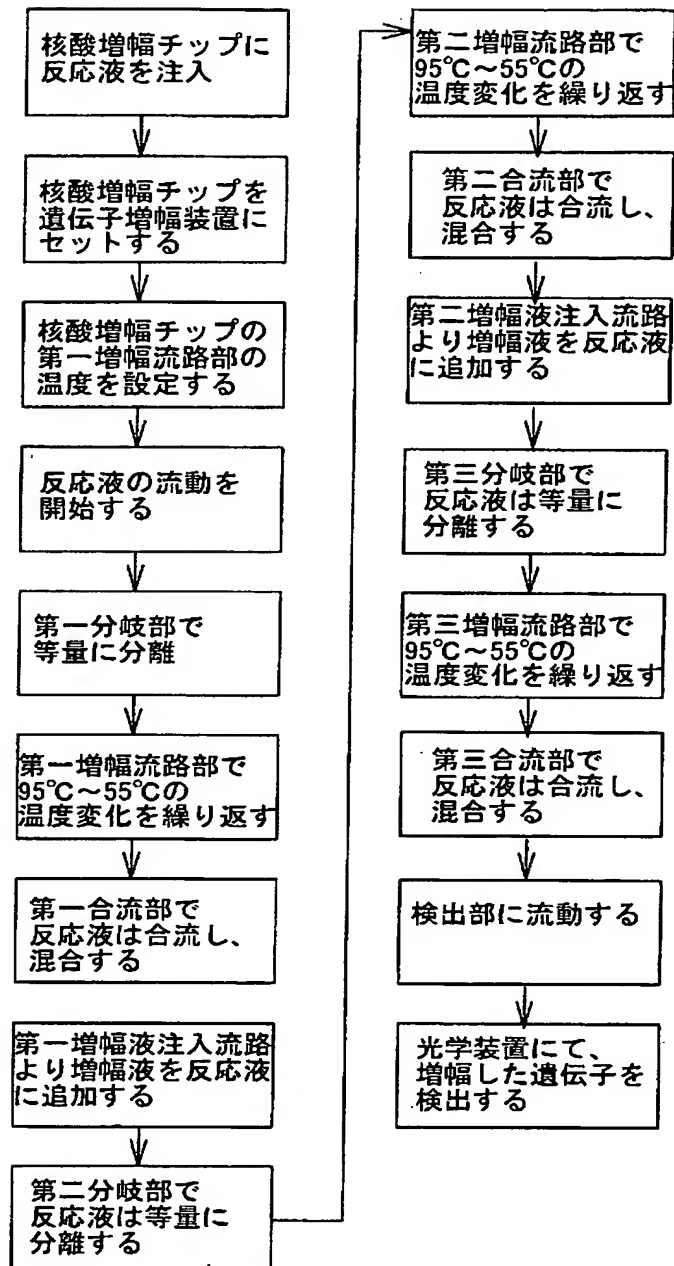 核酸増幅チップに
反応液を注入
核酸増幅チップを
遺伝子増幅装置に
セットする
核酸増幅チップの
第一増幅流路部の
温度を設定する
反応液の流動を
開始する
第一分岐部で
等量に分離
第一増幅流路部で
95℃～55℃の
温度変化を繰り返す
第一合流部で
反応液は合流し、
混合する
第一増幅液注入流路
より増幅液を反応液
に追加する
第二分岐部で
反応液は等量に
分離する
第二増幅流路部で
95℃～55℃の
温度変化を繰り返す
第二合流部で
反応液は合流し、
混合する
第二増幅液注入流路
より増幅液を反応液
に追加する
第三分岐部で
反応液は等量に
分離する
第三増幅流路部で
95℃～55℃の
温度変化を繰り返す
第三合流部で
反応液は合流し、
混合する
検出部に流動する
光学装置にて、
増幅した遺伝子を
検出する